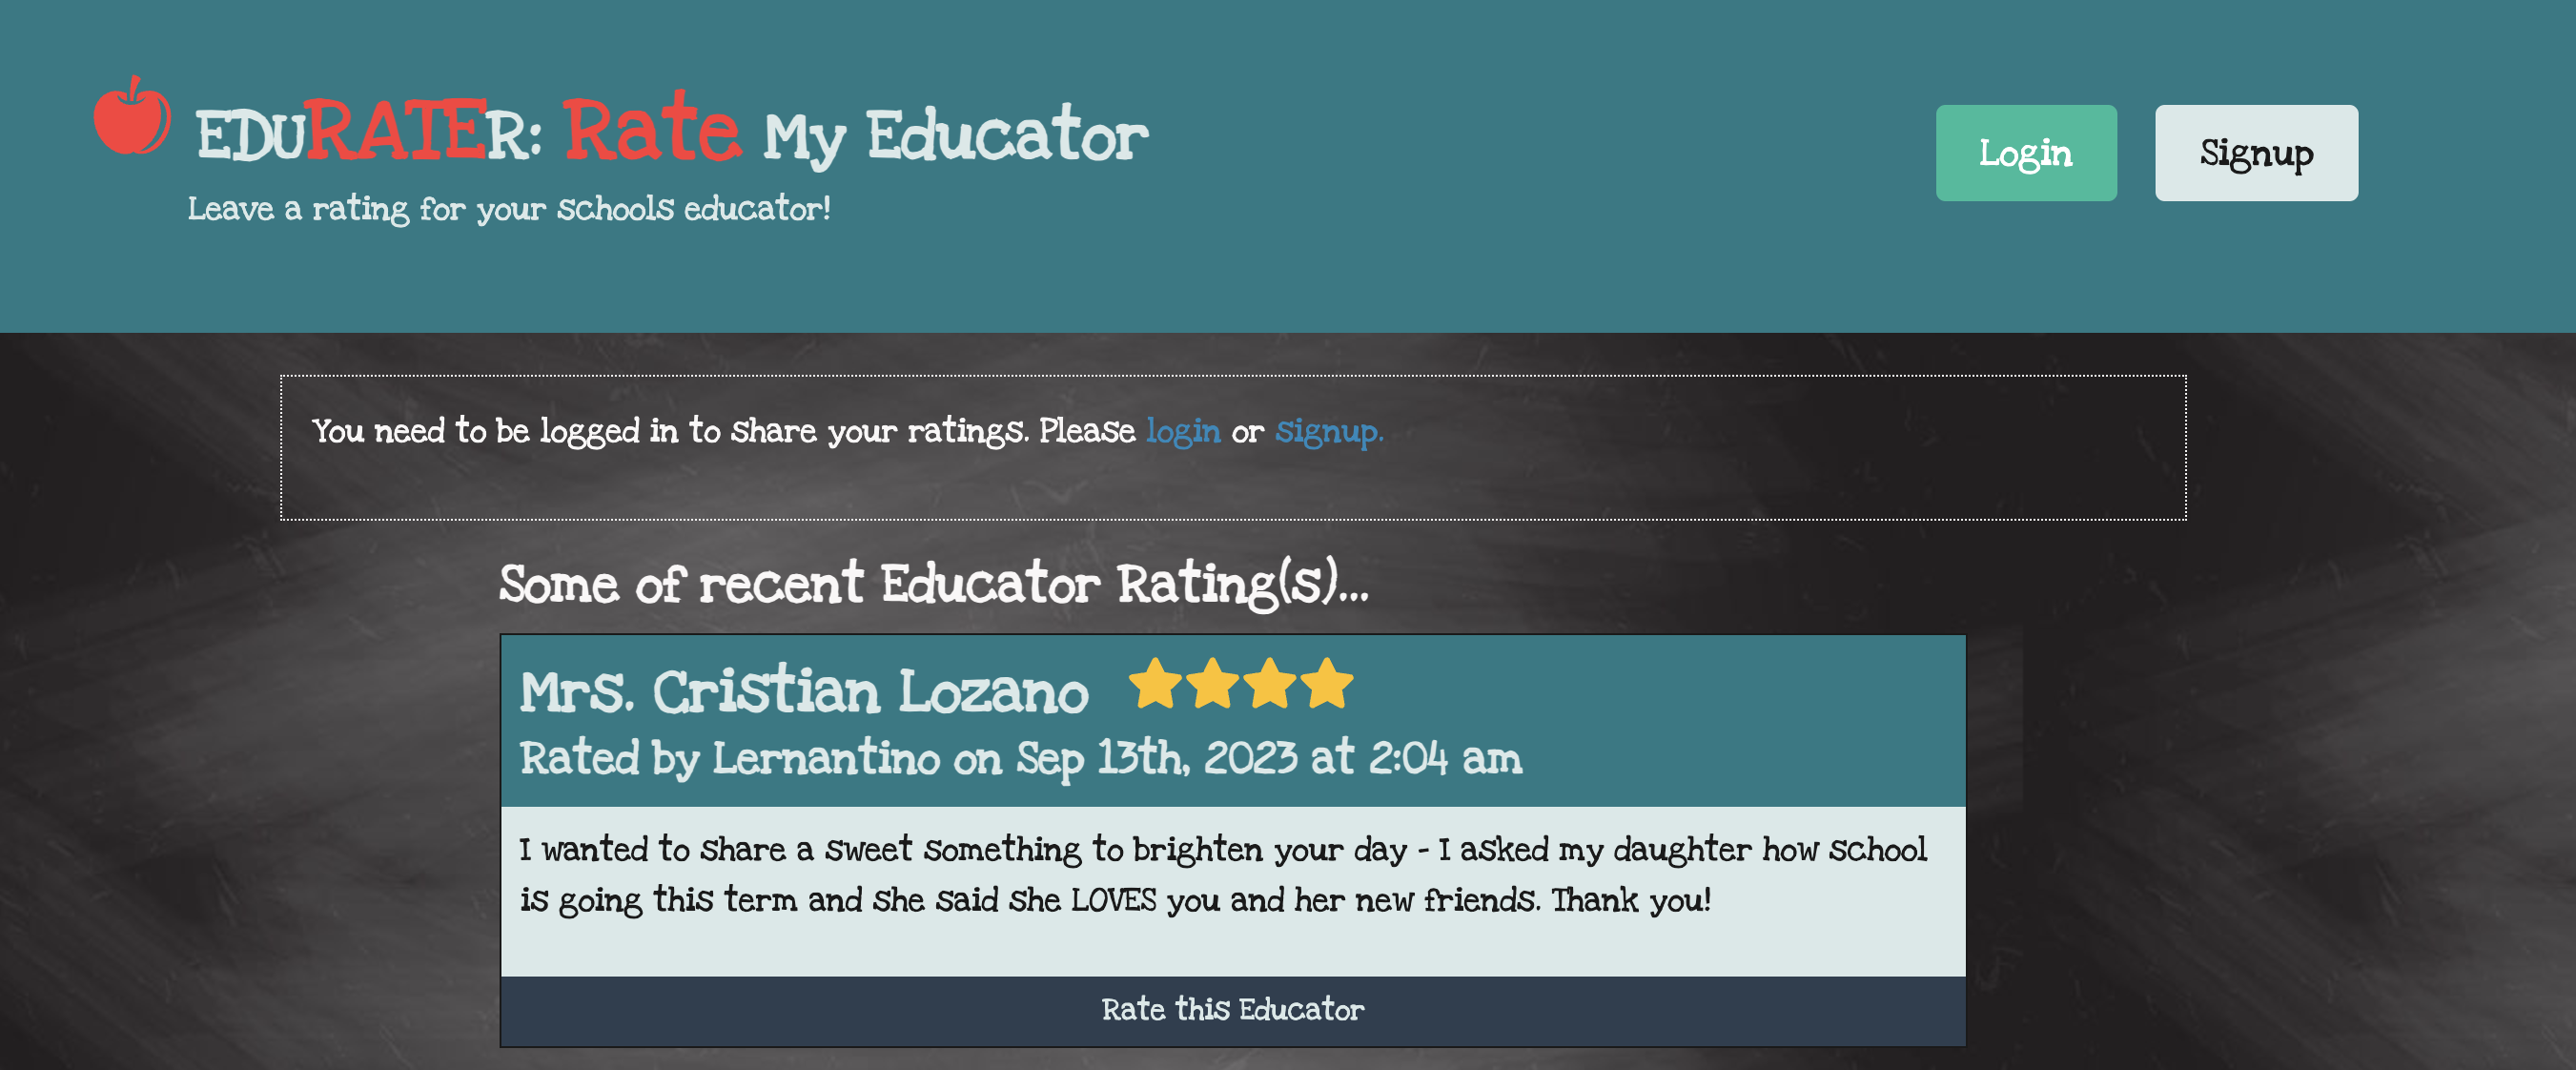 EDURATER: Rate My Educator
Leave a rating for your schools educator!
Login
Signup
You need to be logged in to share your ratings. Please login or signup.
Some of recent Educator Rating(s)...
Mrs. Cristian Lozano
Rated by Lernantino on Sep 13th, 2023 at 2:04 am
I wanted to share a sweet something to brighten your day - I asked my daughter how school
is going this term and she said she LOVES you and her new friends. Thank you!
Rate this Educator